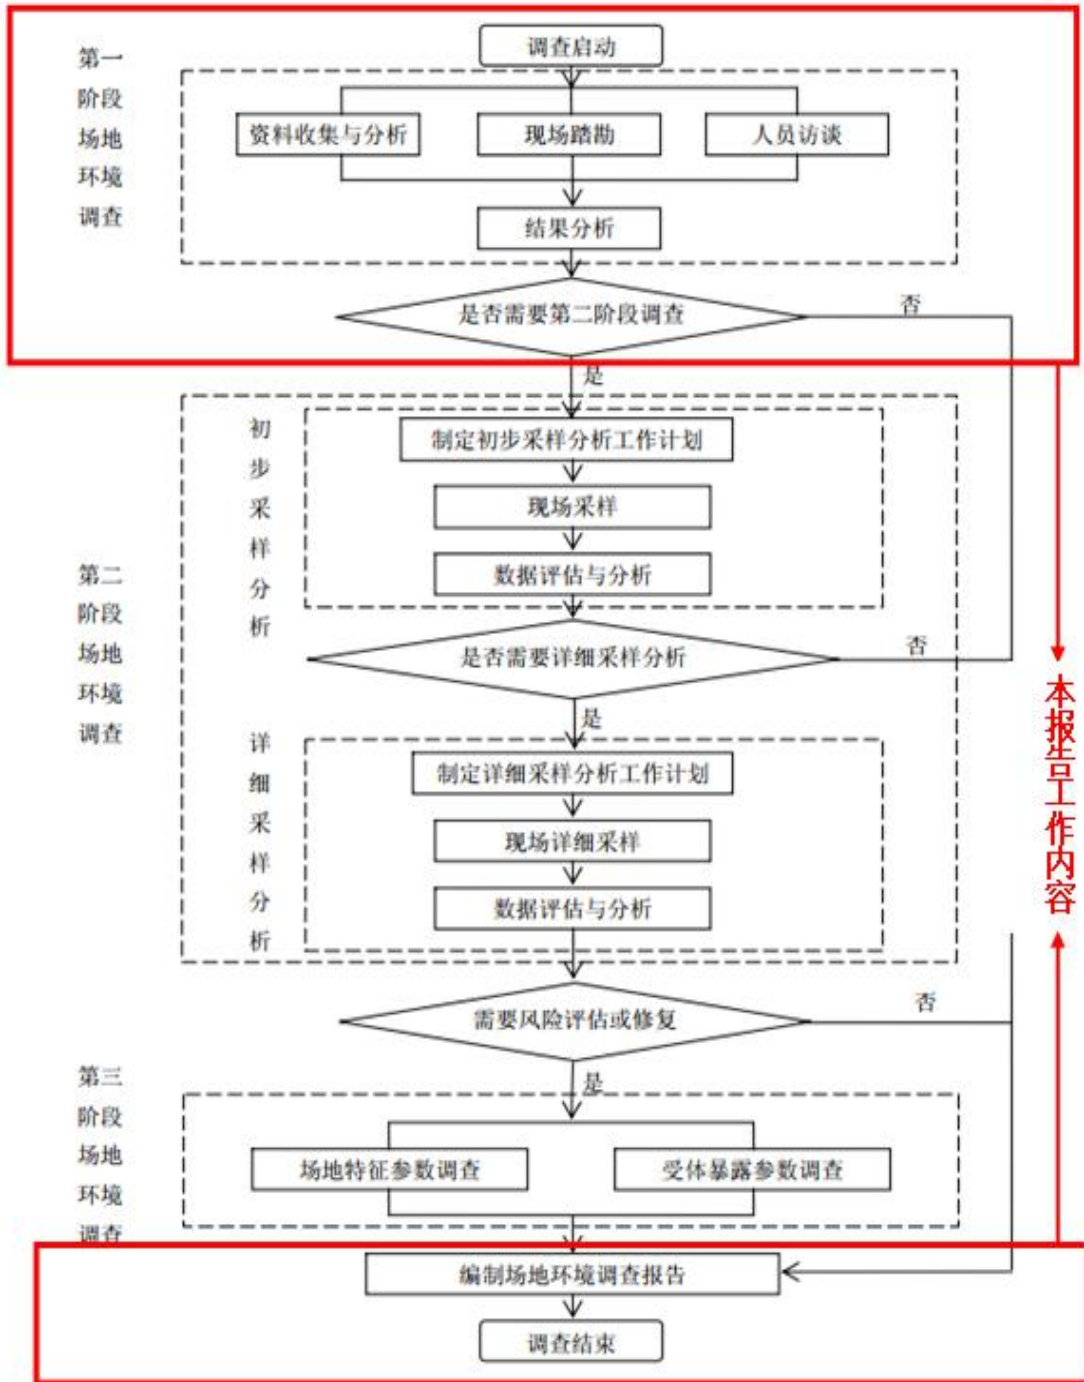 调查启动
第一
阶段
场地
环境
调查
资料收集与分析
现场踏勘
人员访谈
结果分析
是否需要第二阶段调查
否
是
第二
阶段
场地
环境
调查
初
步
采
样
分
析
制定初步采样分析工作计划
现场采样
数据评估与分析
是否需要详细采样分析
否
是
详
细
采
样
分
析
制定详细采样分析工作计划
现场详细采样
数据评估与分析
需要风险评估或修复
否
是
第三
阶段
场地
环境
调查
场地特征参数调查
受体暴露参数调查
编制场地环境调查报告
调查结束
本报告工作内容